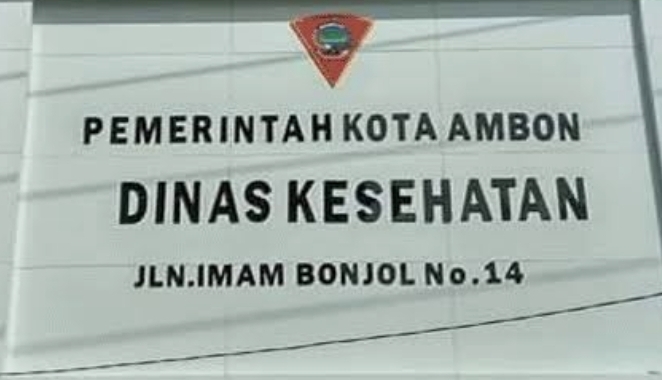 PEMERINTAH KOTA AMBON
DINAS KESEHATAN
JLN.IMAM BONJOL No.14